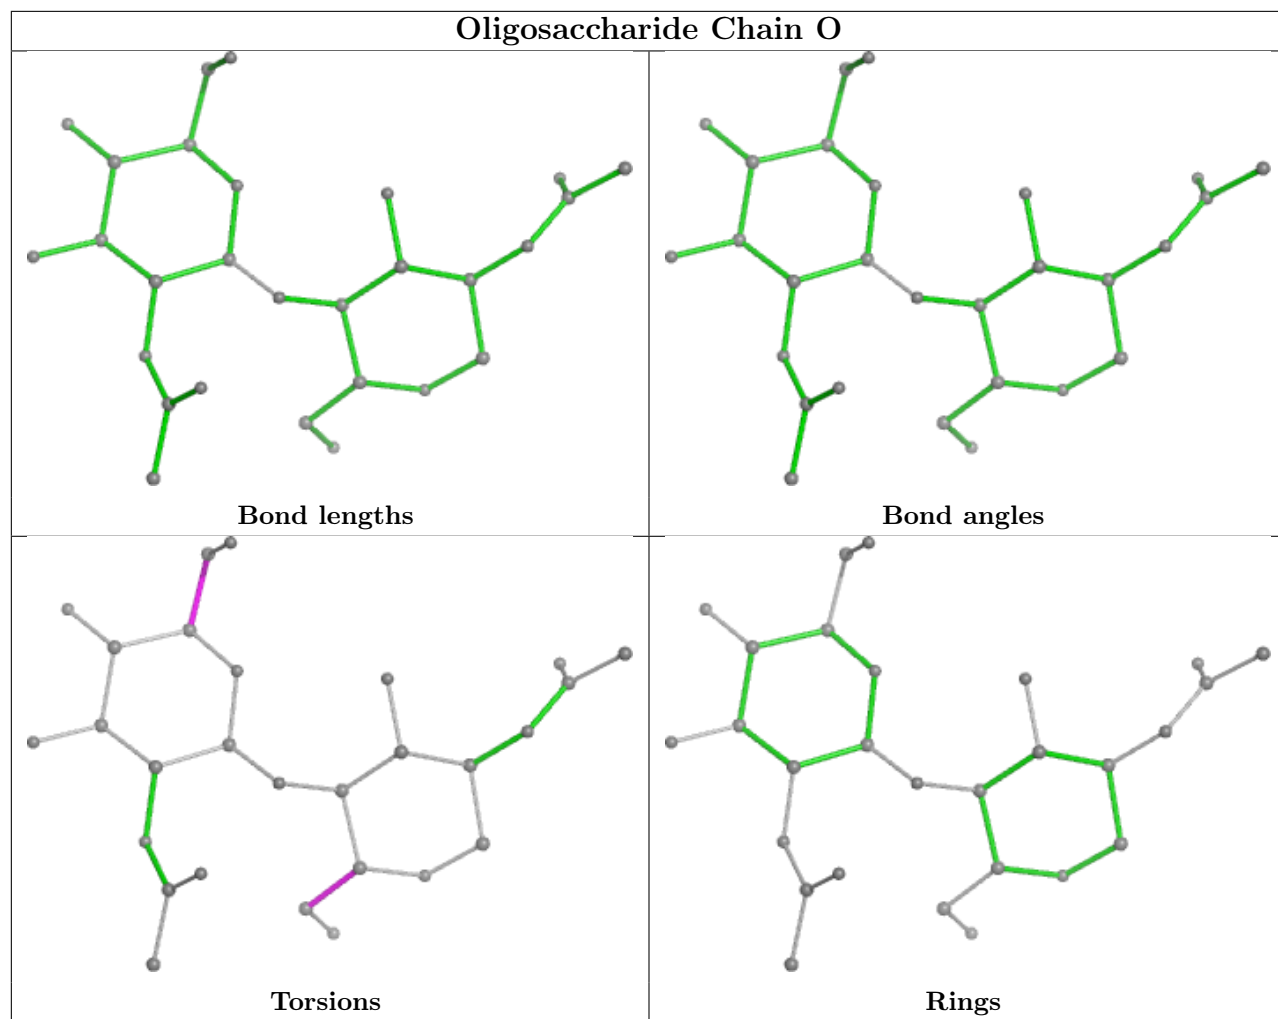 Oligosaccharide Chain O
Bond lengths
Bond angles
Torsions
Rings